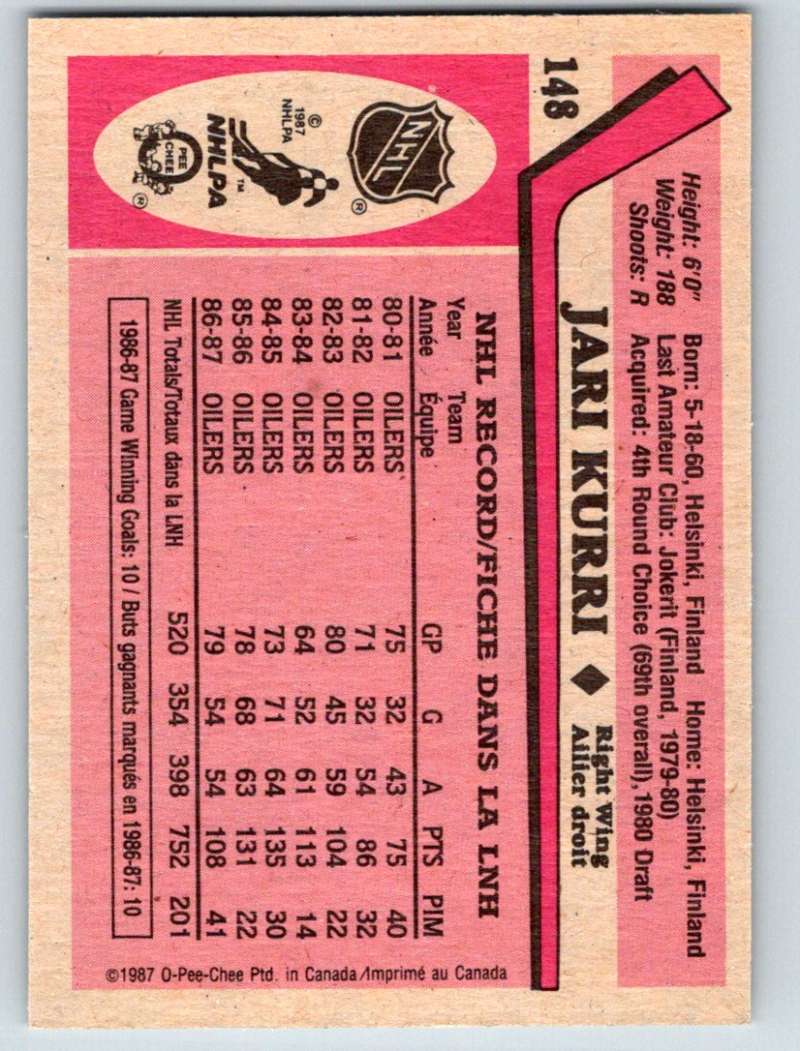 148
Height: 6'0" Born: 5-18-60, Helsinki, Finland Home: Helsinki, Finland
Weight: 188 Last Amateur Club: Jokerit (Finland, 1979-80)
Shoots: R Acquired: 4th Round Choice (69th overall), 1980 Draft
JARI KURRI ◆ Right Wing
Ailier droit
NHL
®
© 1987 NHLPA
NHLPA
™
O PEE CHEE
®
NHL RECORD/FICHE DANS LA LNH
Year Team
Année Équipe GP G A PTS PIM
80-81 OILERS 75 32 43 75 40
81-82 OILERS 71 32 54 86 32
82-83 OILERS 80 45 59 104 22
83-84 OILERS 64 52 61 113 14
84-85 OILERS 73 71 64 135 30
85-86 OILERS 78 68 63 131 22
86-87 OILERS 79 54 54 108 41
NHL Totals/Totaux dans la LNH 520 354 398 752 201
1986-87 Game Winning Goals: 10 / Buts gagnants marqués en 1986-87: 10
©1987 O-Pee-Chee Ptd. in Canada/Imprimé au Canada